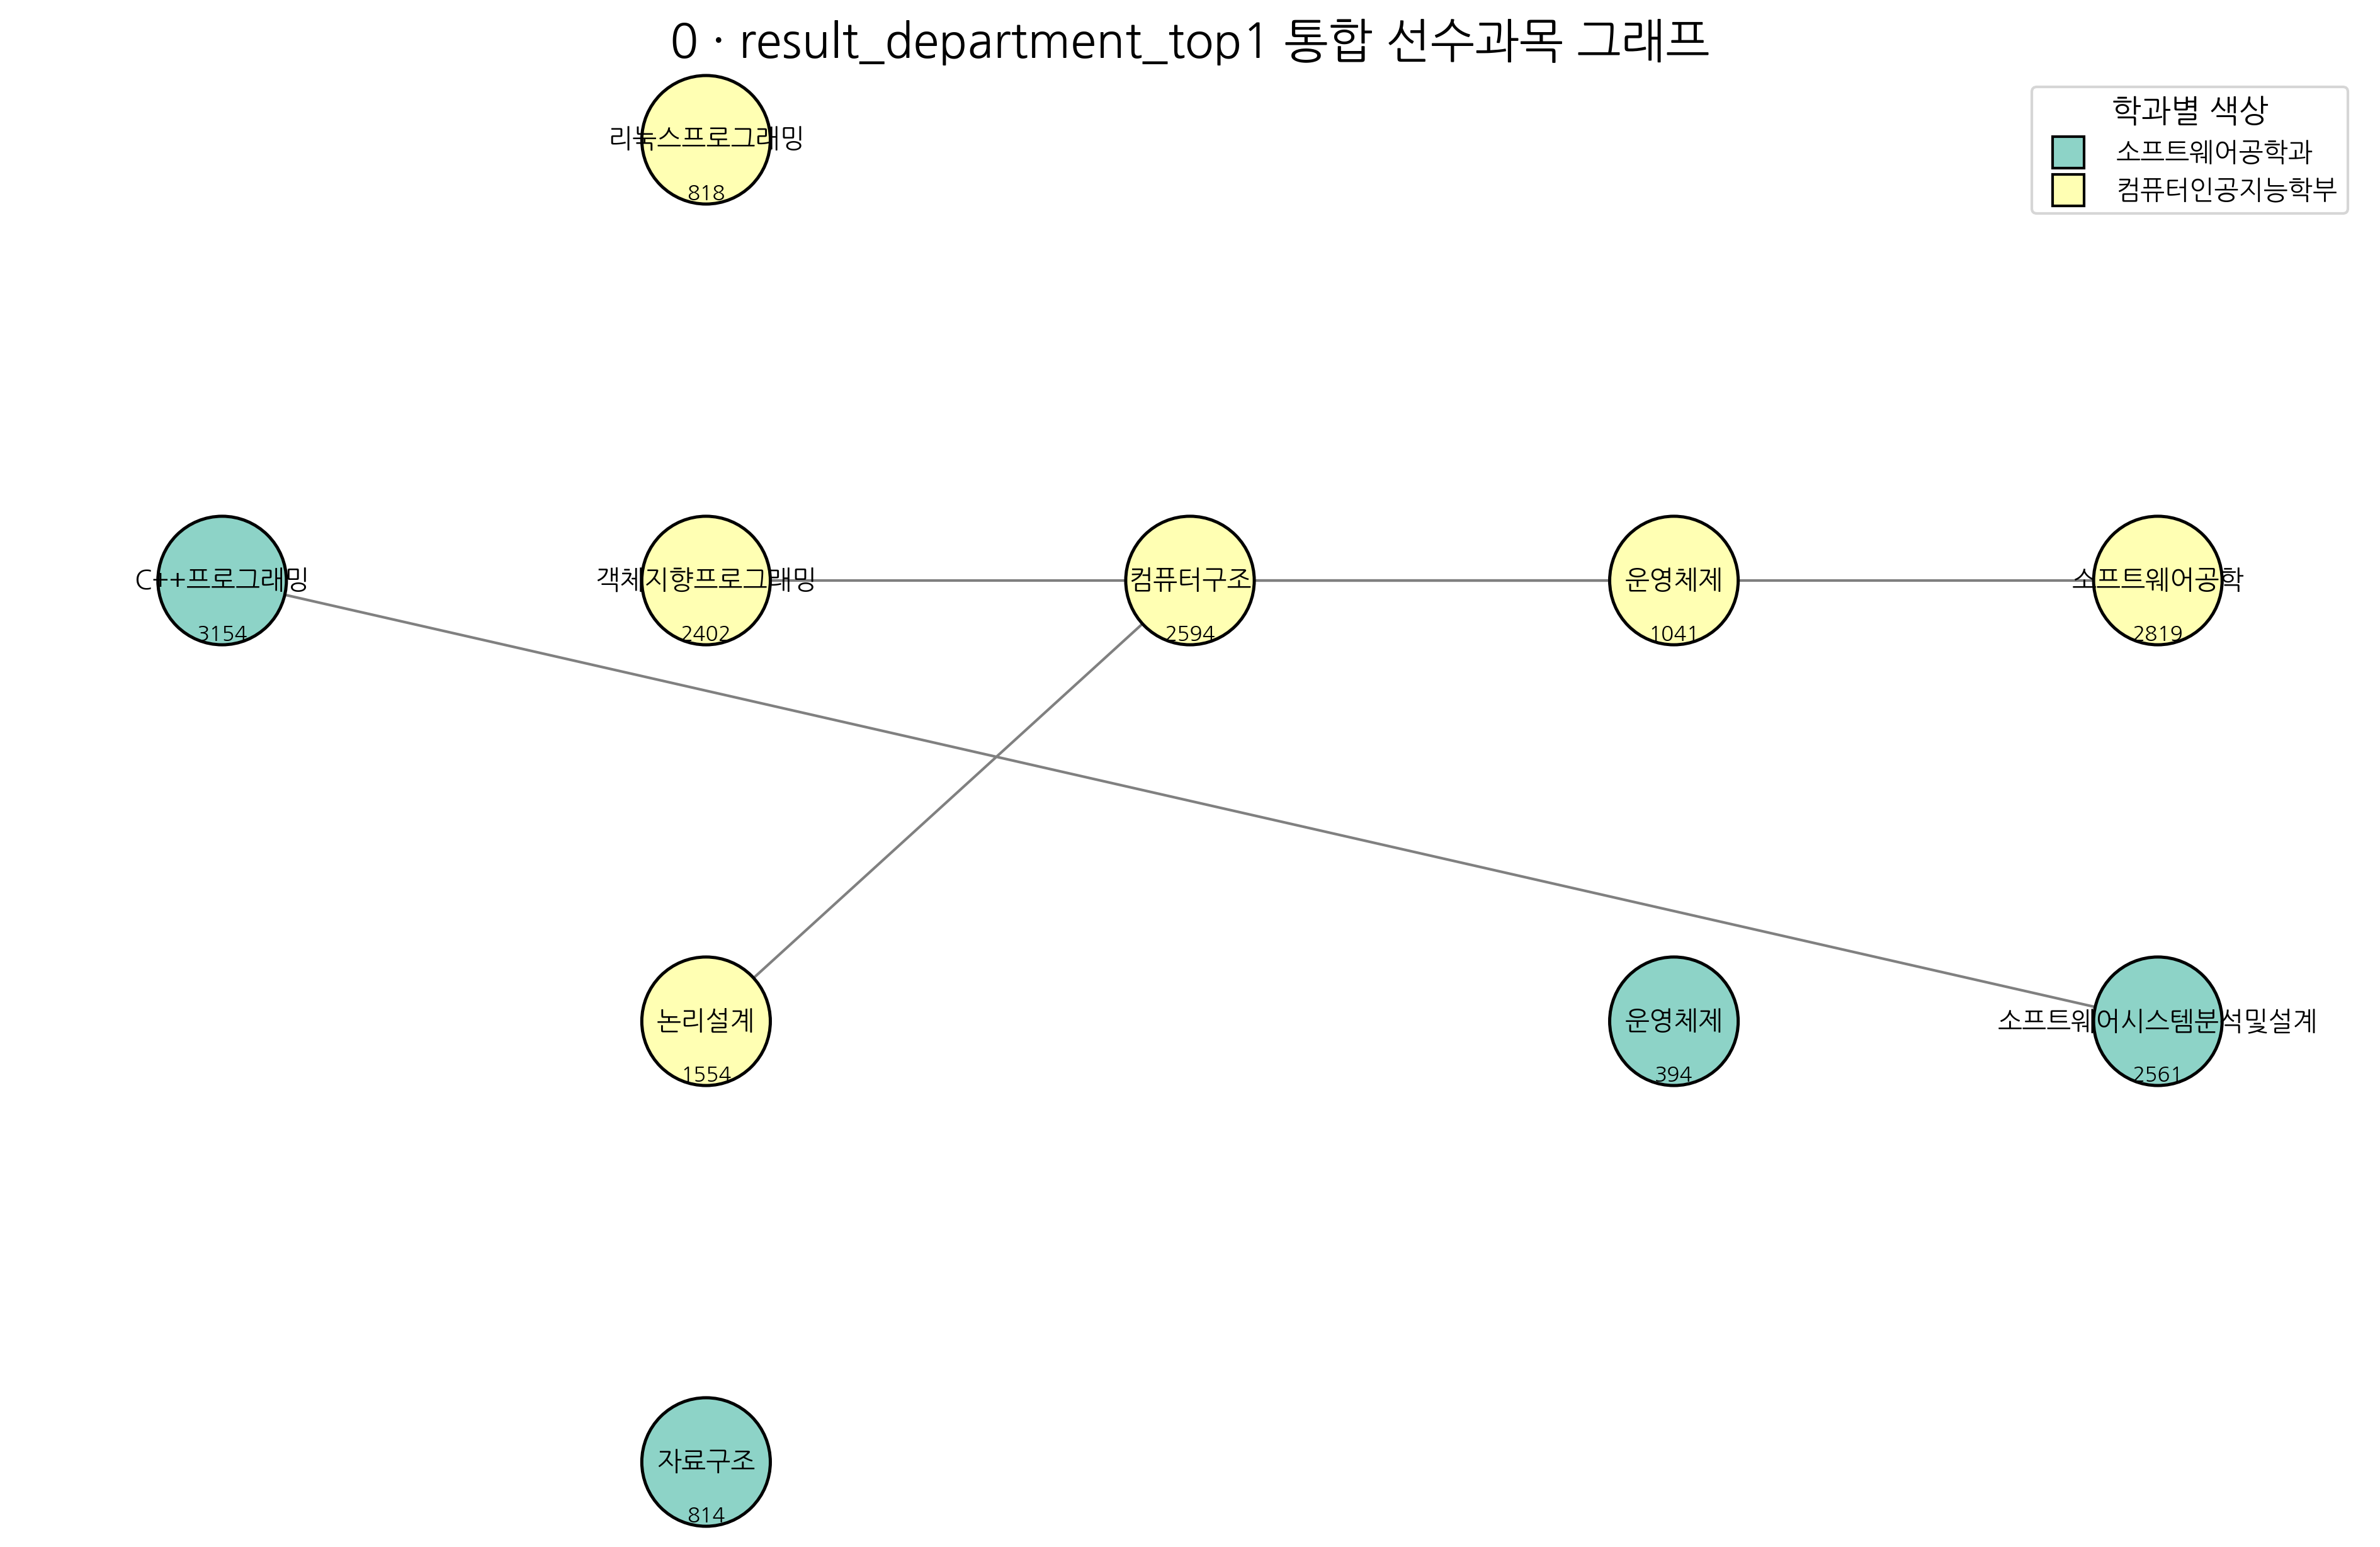 0 · result_department_top1 통합 선수과목 그래프
학과별 색상
소프트웨어공학과
컴퓨터인공지능학부
리눅스프로그래밍
818
C++프로그래밍
3154
객체지향프로그래밍
2402
컴퓨터구조
2594
운영체제
1041
소프트웨어공학
2819
논리설계
1554
운영체제
394
소프트웨어시스템분석및설계
2561
자료구조
814